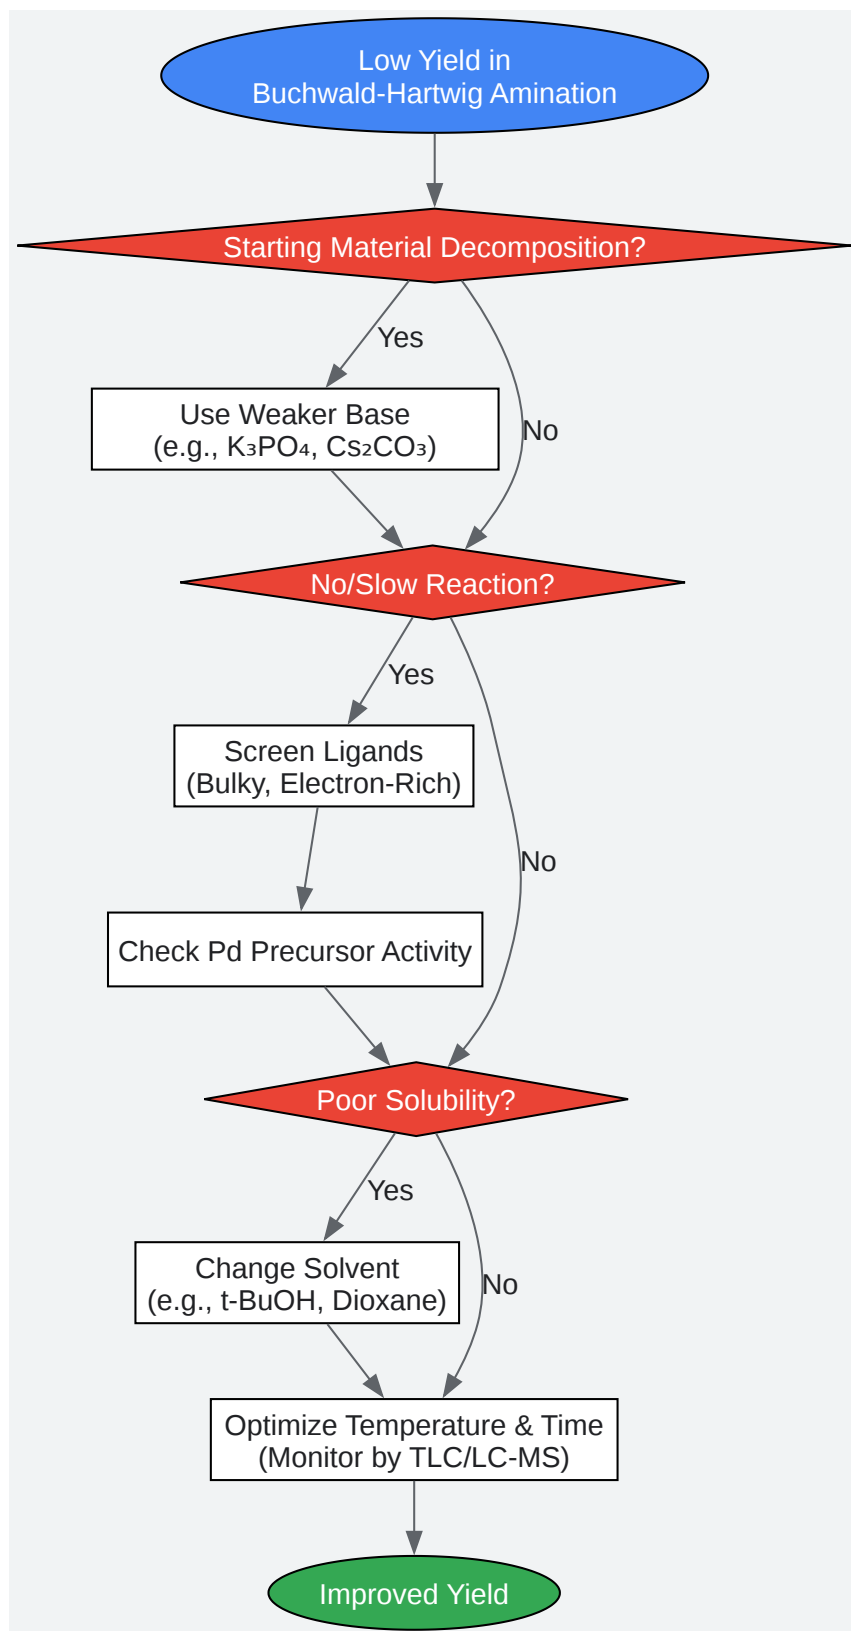 Low Yield in
Buchwald-Hartwig Amination
Starting Material Decomposition?
Yes
Use Weaker Base
(e.g., K₃PO₄, Cs₂CO₃)
No
No/Slow Reaction?
Yes
Screen Ligands
(Bulky, Electron-Rich)
No
Check Pd Precursor Activity
Poor Solubility?
Yes
Change Solvent
(e.g., t-BuOH, Dioxane)
No
Optimize Temperature & Time
(Monitor by TLC/LC-MS)
Improved Yield